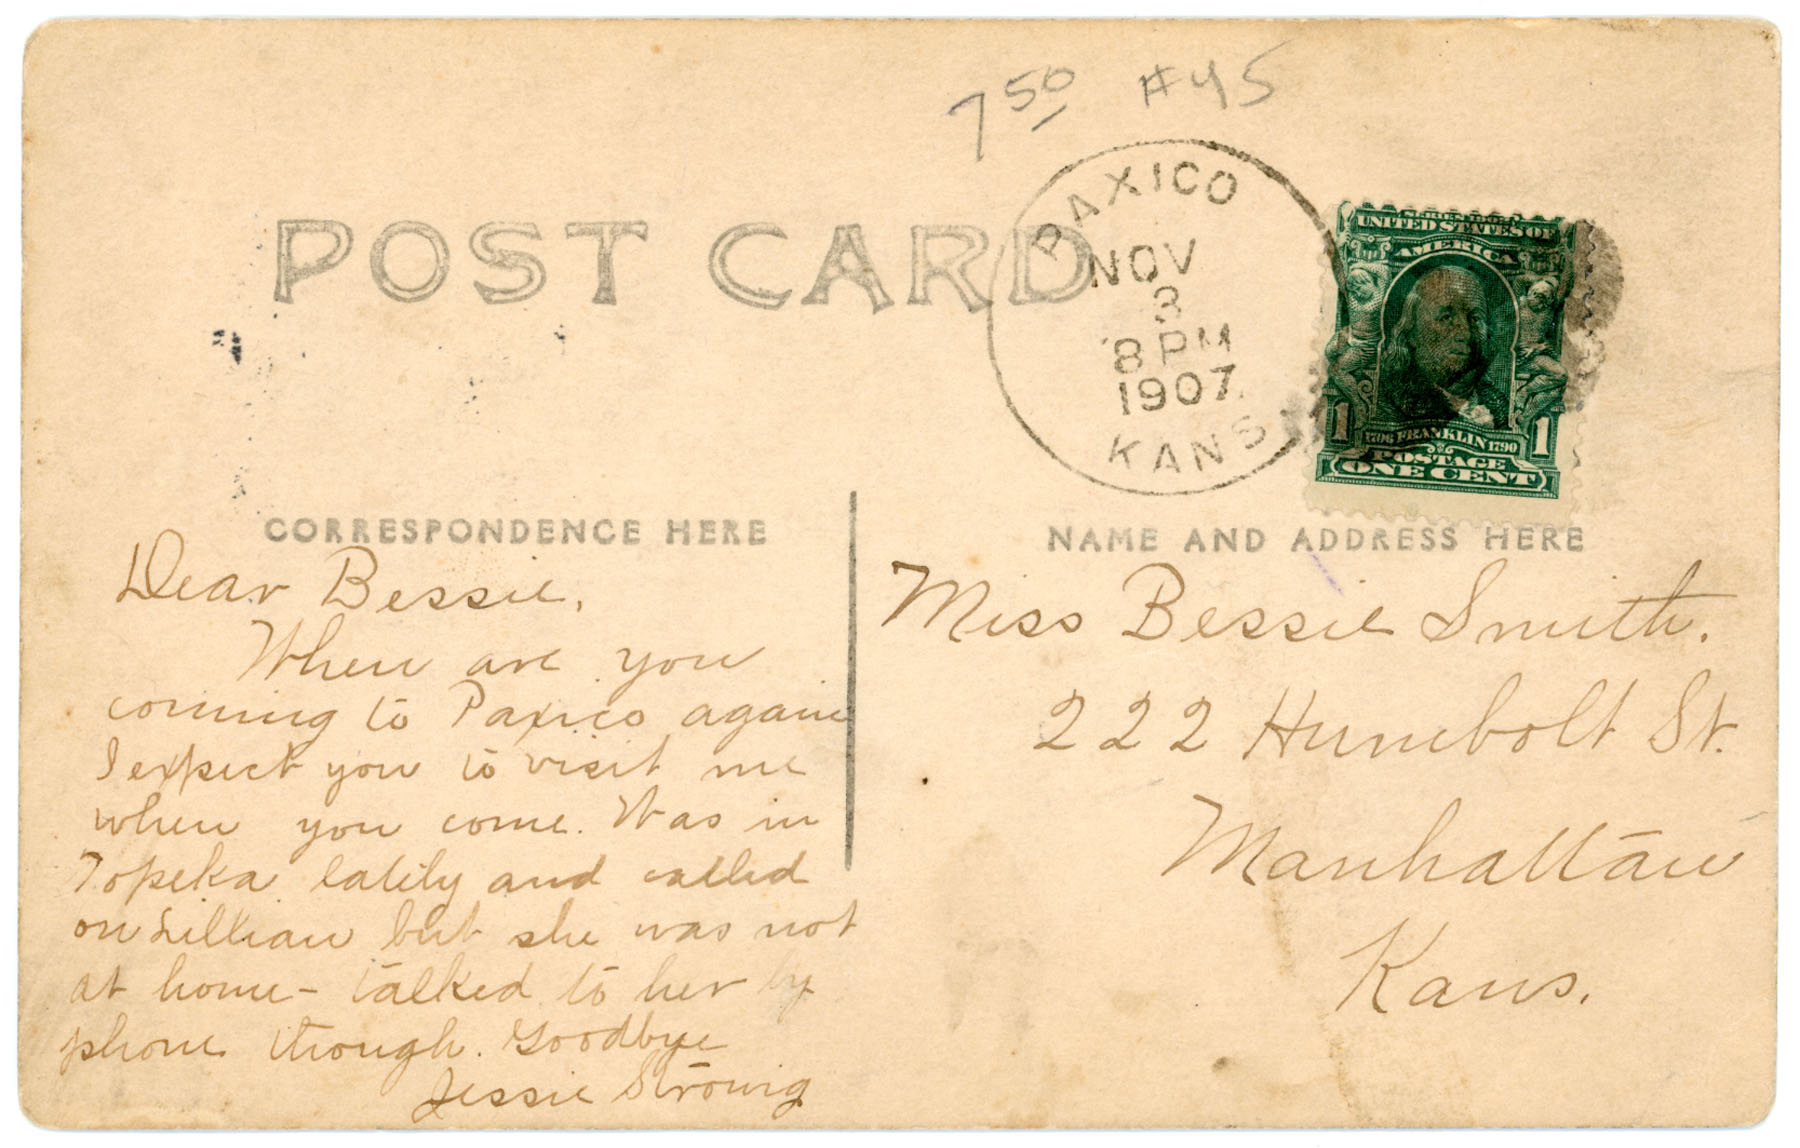 7 50 #45
POST CARD
PAXICO
NOV
3
8 PM
1907
KANS
SERIES 1902
UNITED STATES OF
AMERICA
1 1706 FRANKLIN 1790 1
POSTAGE
ONE CENT
CORRESPONDENCE HERE
Dear Bessie,
When are you
coming to Paxico again
I expect you to visit me
when you come. Was in
Topeka lately and called
on Lillian but she was not
at home - talked to her by
phone though. Goodbye
Jessie Strowig
NAME AND ADDRESS HERE
Miss Bessie Smith.
222 Humbolt St.
Manhattan
Kans.